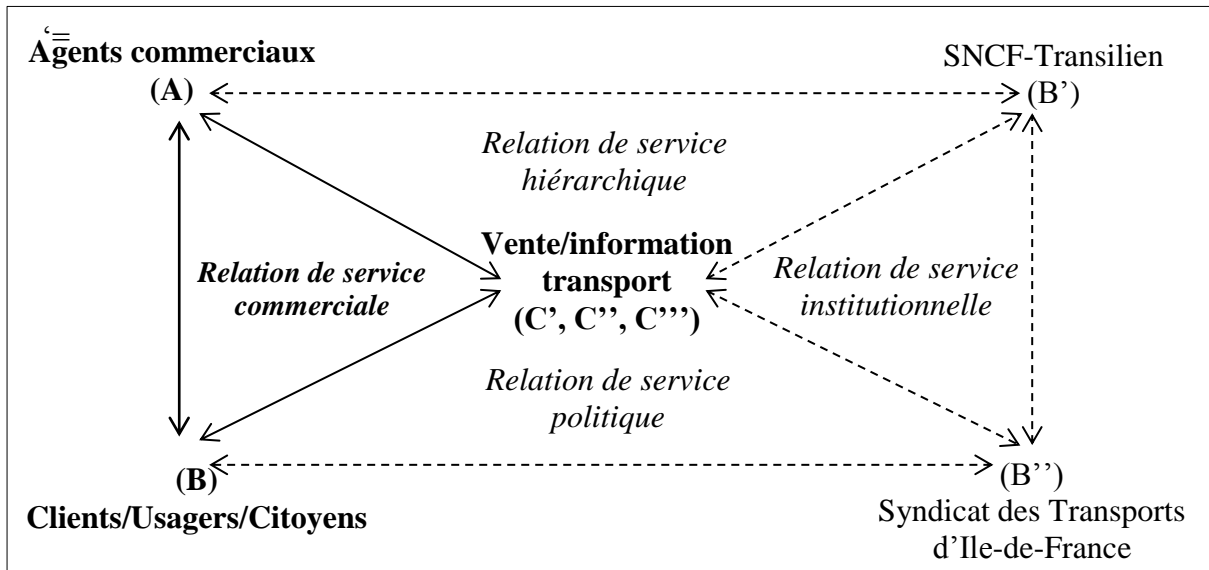 ‘=
Agents commerciaux
(A)
SNCF-Transilien
(B’)
Relation de service
hiérarchique
Vente/information
transport
(C’, C’’, C’’’)
Relation de service
commerciale
Relation de service
institutionnelle
Relation de service
politique
(B)
Clients/Usagers/Citoyens
(B’’)
Syndicat des Transports
d’Ile-de-France